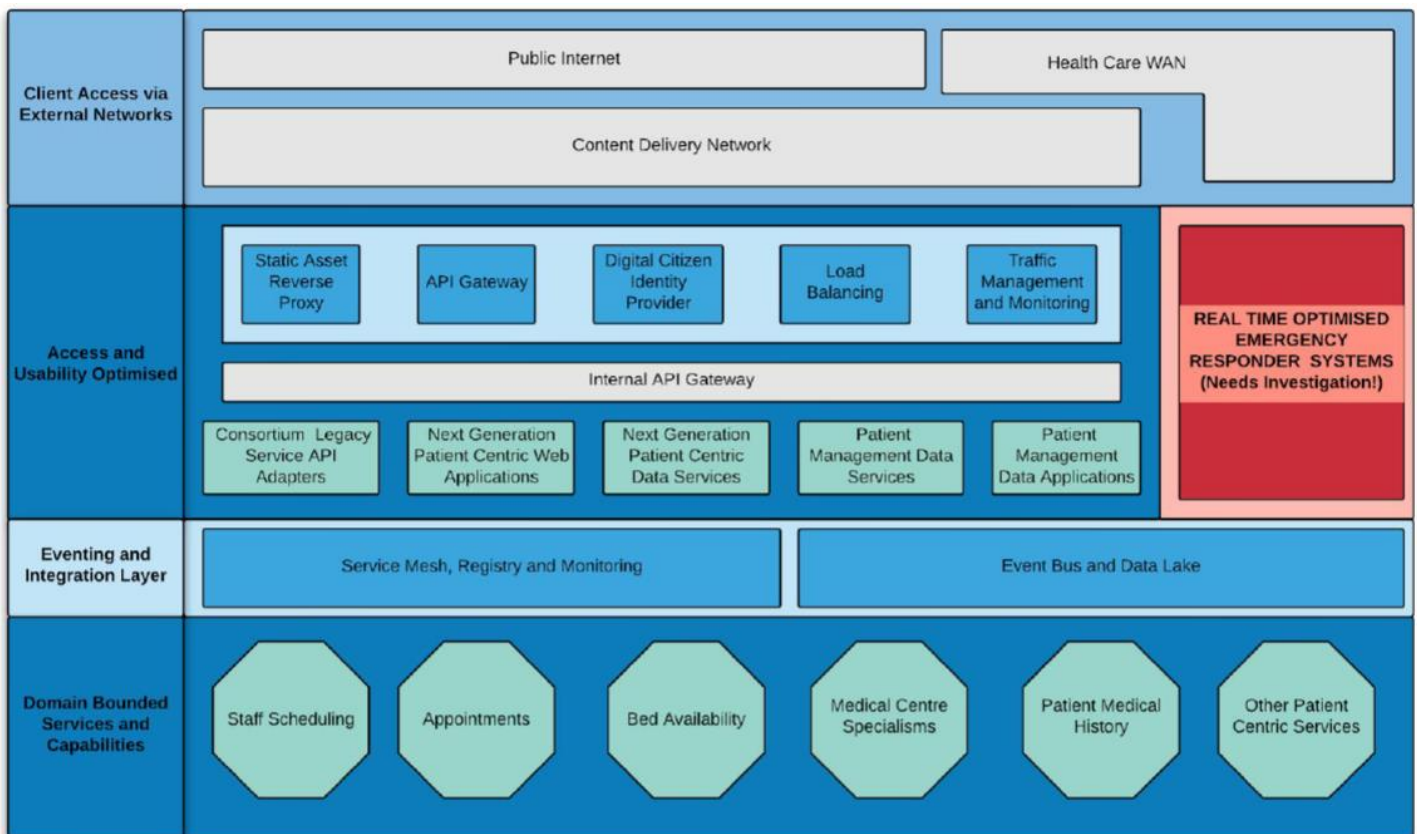 Client Access via
External Networks
Public Internet
Health Care WAN
Content Delivery Network
Access and
Usability Optimised
Static Asset
Reverse
Proxy
API Gateway
Digital Citizen
Identity
Provider
Load
Balancing
Traffic
Management
and Monitoring
Internal API Gateway
Consortium Legacy
Service API
Adapters
Next Generation
Patient Centric Web
Applications
Next Generation
Patient Centric
Data Services
Patient
Management Data
Services
Patient
Management
Data Applications
REAL TIME OPTIMISED
EMERGENCY
RESPONDER SYSTEMS
(Needs Investigation!)
Eventing and
Integration Layer
Service Mesh, Registry and Monitoring
Event Bus and Data Lake
Domain Bounded
Services and
Capabilities
Staff Scheduling
Appointments
Bed Availability
Medical Centre
Specialisms
Patient Medical
History
Other Patient
Centric Services